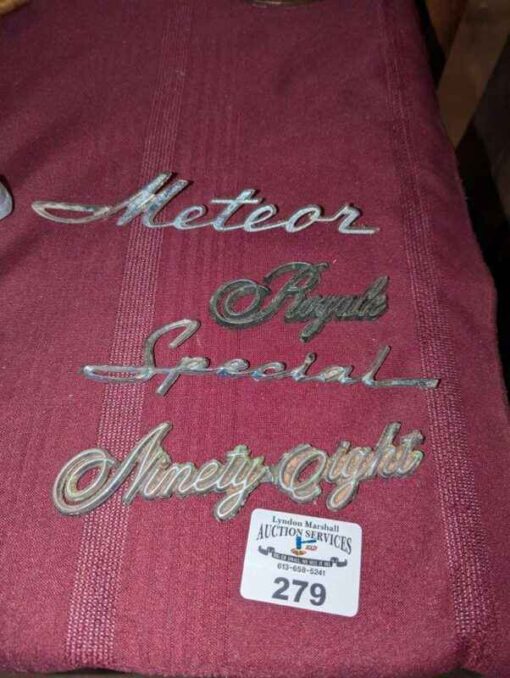 Meteor
Royale
Special
Ninety-Eight
Lyndon Marshall
AUCTION SERVICES
613-658-5241
279